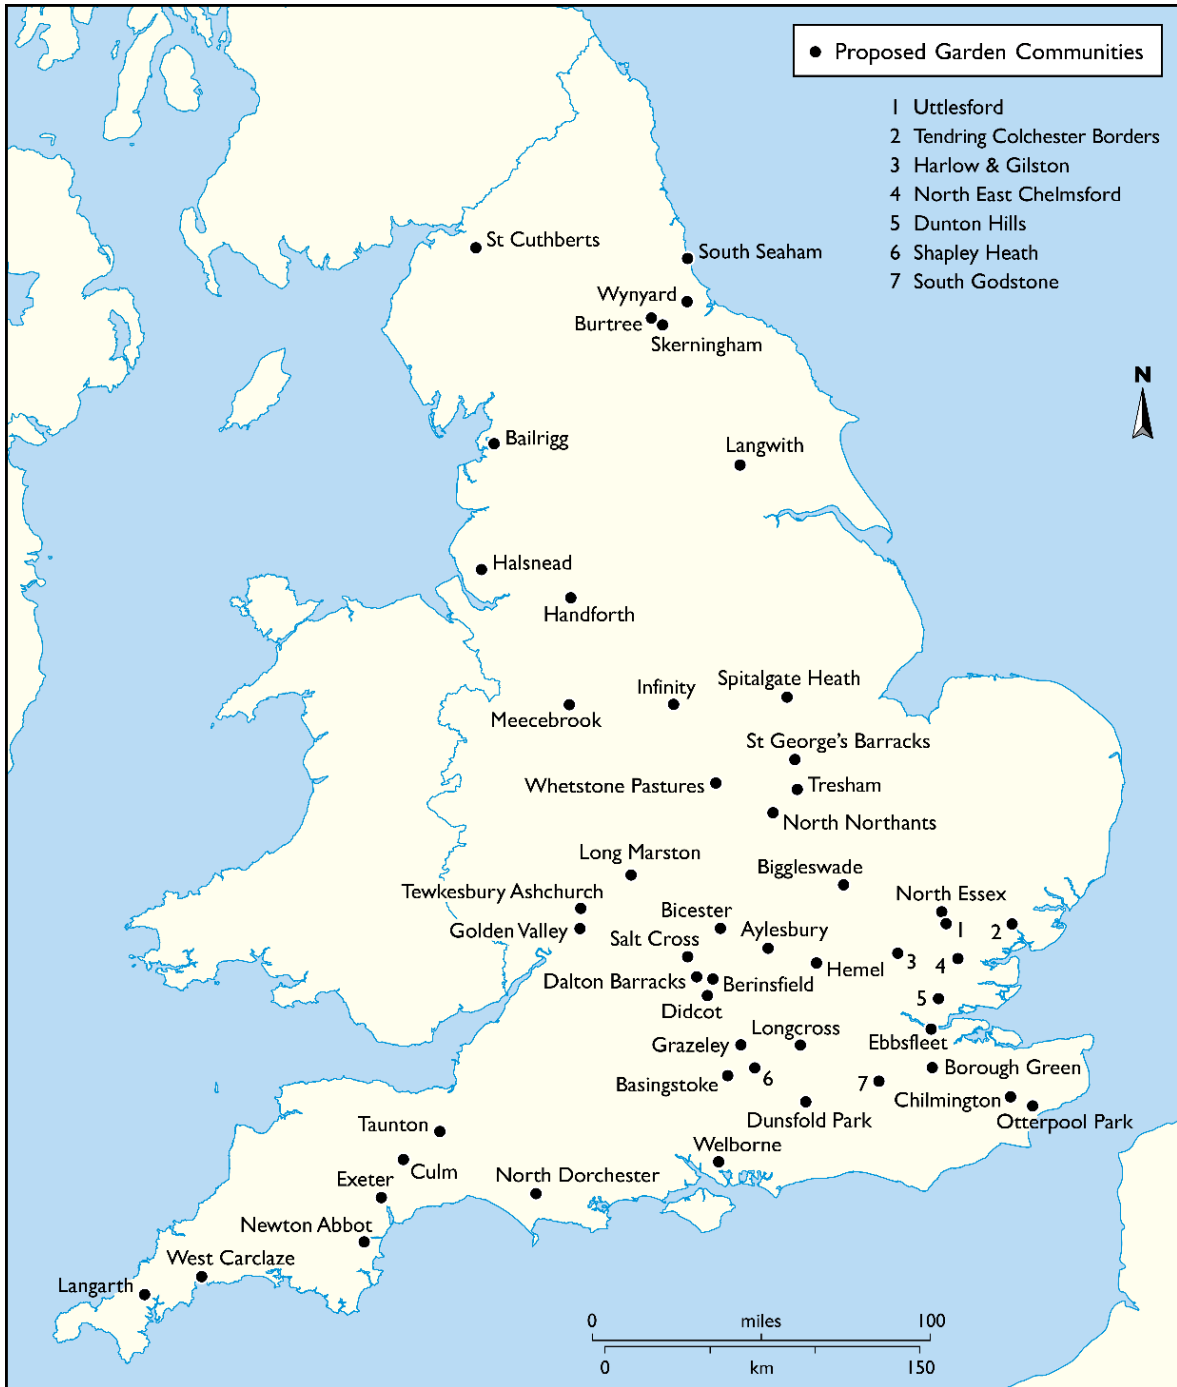 Proposed Garden Communities
1 Uttlesford
2 Tendring Colchester Borders
3 Harlow & Gilston
4 North East Chelmsford
5 Dunton Hills
6 Shapley Heath
7 South Godstone
St Cuthberts
South Seaham
Wynyard
Burtree
Skerningham
N
Bailrigg
Langwith
Halsnead
Handforth
Infinity
Spitalgate Heath
Meecebrook
St George's Barracks
Whetstone Pastures
Tresham
North Northants
Long Marston
Biggleswade
Tewkesbury Ashchurch
North Essex
Golden Valley
Bicester
1
2
Salt Cross
Aylesbury
Hemel
3
4
Dalton Barracks
Berinsfield
Didcot
5
Longcross
Ebbsfleet
Grazeley
Basingstoke
6
7
Borough Green
Chilmington
Dunsfold Park
Otterpool Park
Taunton
Welborne
Culm
Exeter
North Dorchester
Newton Abbot
West Carclaze
Langarth
0 miles 100
0 km 150